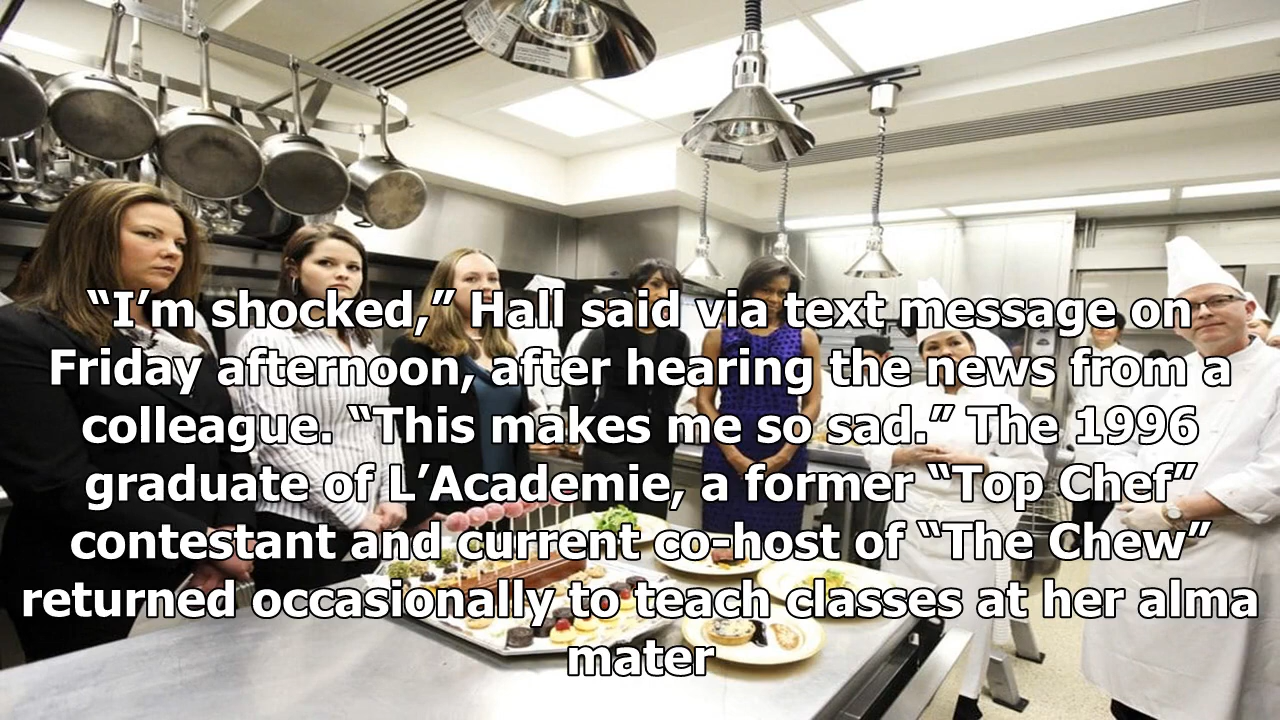 “I’m shocked,” Hall said via text message on
Friday afternoon, after hearing the news from a
colleague. “This makes me so sad.” The 1996
graduate of L’Academie, a former “Top Chef”
contestant and current co-host of “The Chew”
returned occasionally to teach classes at her alma
mater